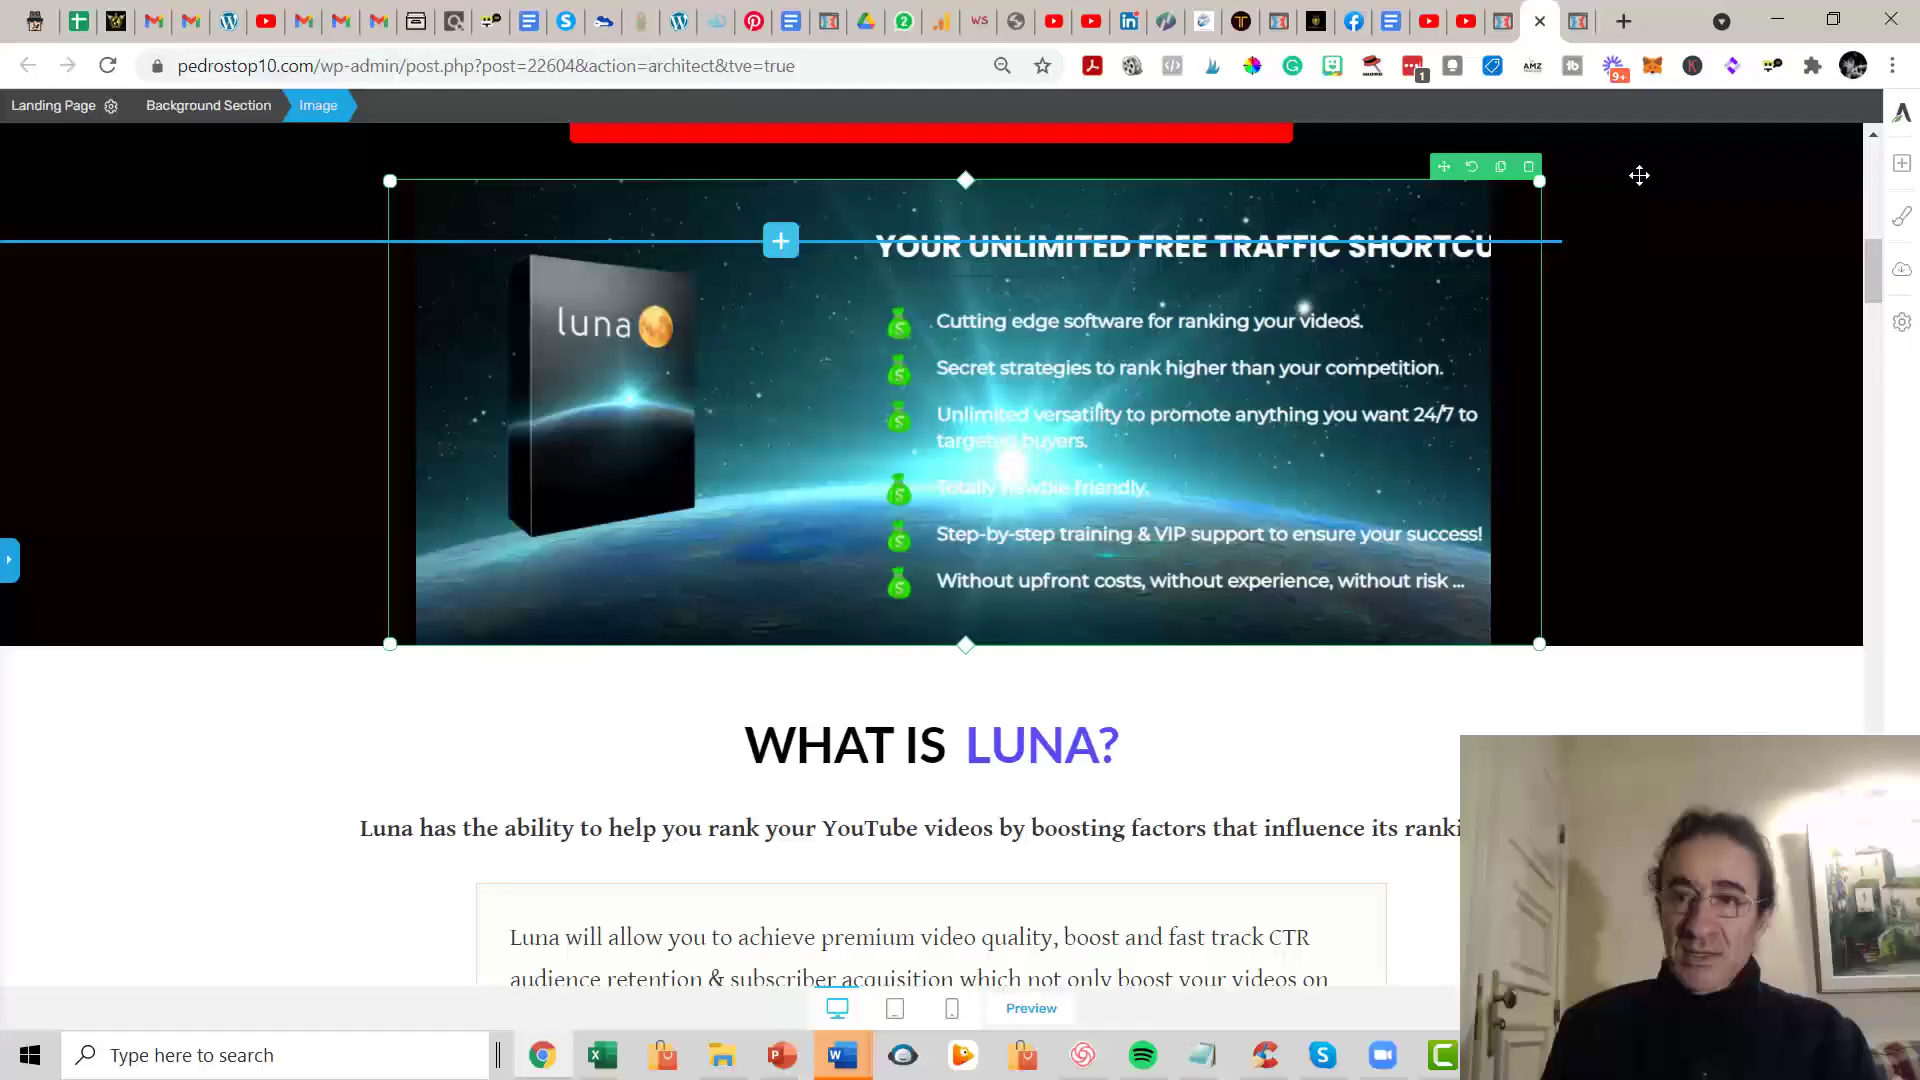 WS
2
pedrostop10.com/wp-admin/post.php?post=22604&action=architect&tve=true
1
AMZ
tb
9+
K
Landing Page
Background Section
Image
YOUR UNLIMITED FREE TRAFFIC SHORTCU
luna
Cutting edge software for ranking your videos.
Secret strategies to rank higher than your competition.
Unlimited versatility to promote anything you want 24/7 to
targeted buyers.
Totally newbie friendly.
Step-by-step training & VIP support to ensure your success!
Without upfront costs, without experience, without risk ...
WHAT IS LUNA?
Luna has the ability to help you rank your YouTube videos by boosting factors that influence its ranki
Luna will allow you to achieve premium video quality, boost and fast track CTR
audience retention & subscriber acquisition which not only boost your videos on
Preview
Type here to search